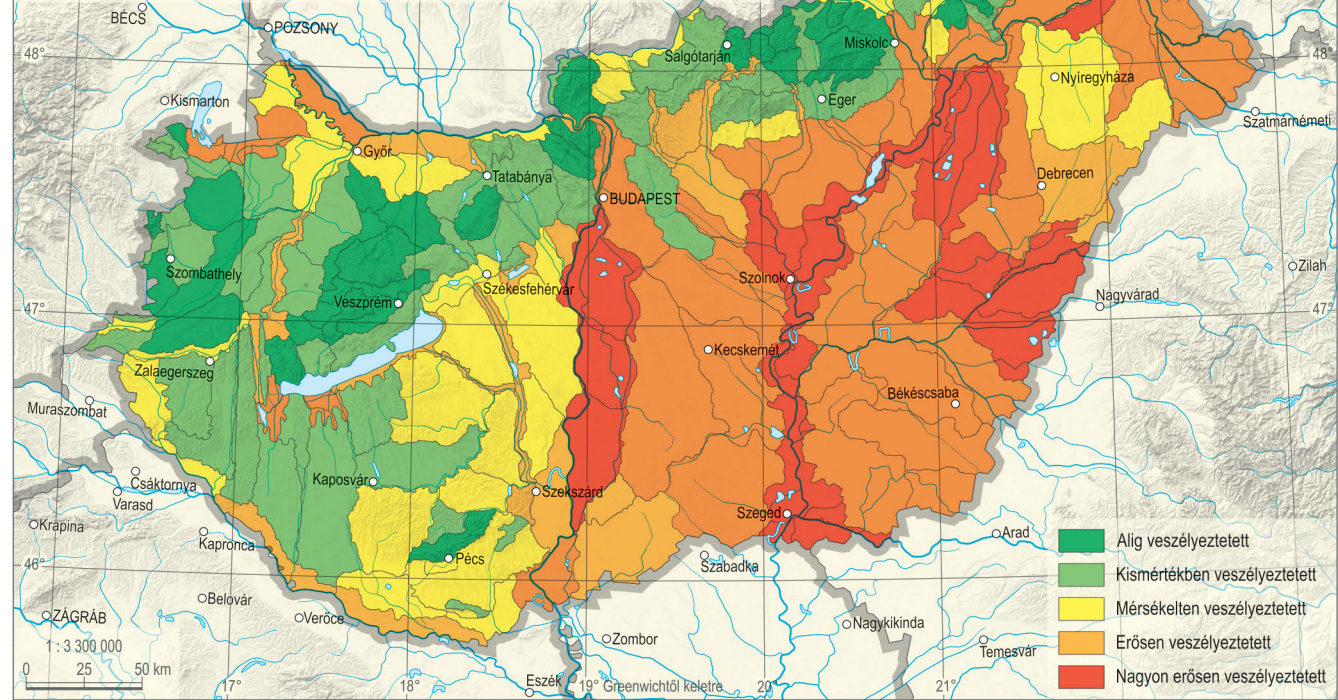 BÉCS
POZSONY
48°
Salgótarján
Miskolc
48°
Nyíregyháza
Kismarton
Eger
Szatmárnémeti
Győr
Tatabánya
Debrecen
BUDAPEST
Szombathely
Székesfehérvár
Szolnok
Zilah
Veszprém
Nagyvárad
47°
47°
Kecskemét
Zalaegerszeg
Békéscsaba
Muraszombat
Kaposvár
Csáktornya
Varasd
Szekszárd
Szeged
Krapina
Kapronca
Arad
Pécs
Szabadka
46°
Belovár
ZÁGRÁB
Verőce
Nagykikinda
Zombor
Temesvár
Eszék
1 : 3 300 000
0 25 50 km
17° 18° 19° Greenwichtől keletre 20° 21°
Alig veszélyeztetett
Kismértékben veszélyeztetett
Mérsékelten veszélyeztetett
Erősen veszélyeztetett
Nagyon erősen veszélyeztetett